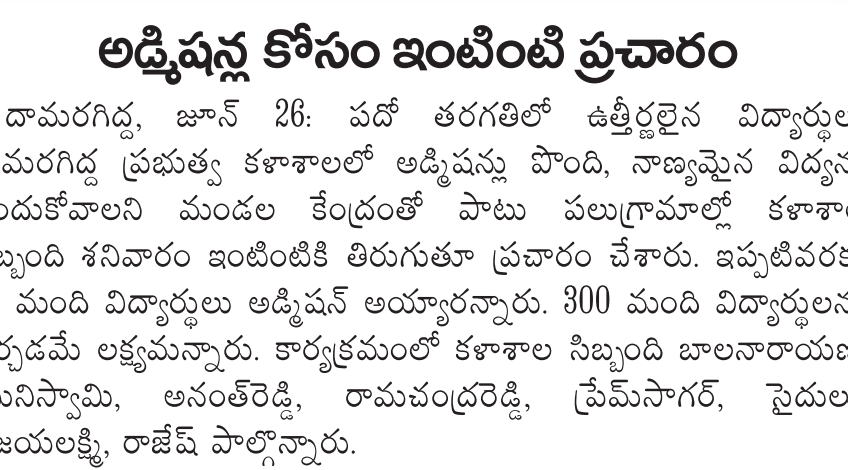 అడ్మిషన్ల కోసం ఇంటింటి ప్రచారం
దామరగిద్ద, జూన్ 26: పదో తరగతిలో ఉత్తీర్ణులైన విద్యార్థుల
మరగిద్ద ప్రభుత్వ కళాశాలలో అడ్మిషన్లు పొంది, నాణ్యమైన విద్యన
ందుకోవాలని మండల కేంద్రంతో పాటు పలుగ్రామాల్లో కళాశా
బ్బంది శనివారం ఇంటింటికి తిరుగుతూ ప్రచారం చేశారు. ఇప్పటివరక
మంది విద్యార్థులు అడ్మిషన్ అయ్యారన్నారు. 300 మంది విద్యార్థులన
ర్చడమే లక్ష్యమన్నారు. కార్యక్రమంలో కళాశాల సిబ్బంది బాలనారాయణ
నిస్వామి, అనంత్‌రెడ్డి, రామచంద్రరెడ్డి, ప్రేమ్‌సాగర్, సైదుల
జయలక్ష్మి, రాజేష్ పాల్గొన్నారు.